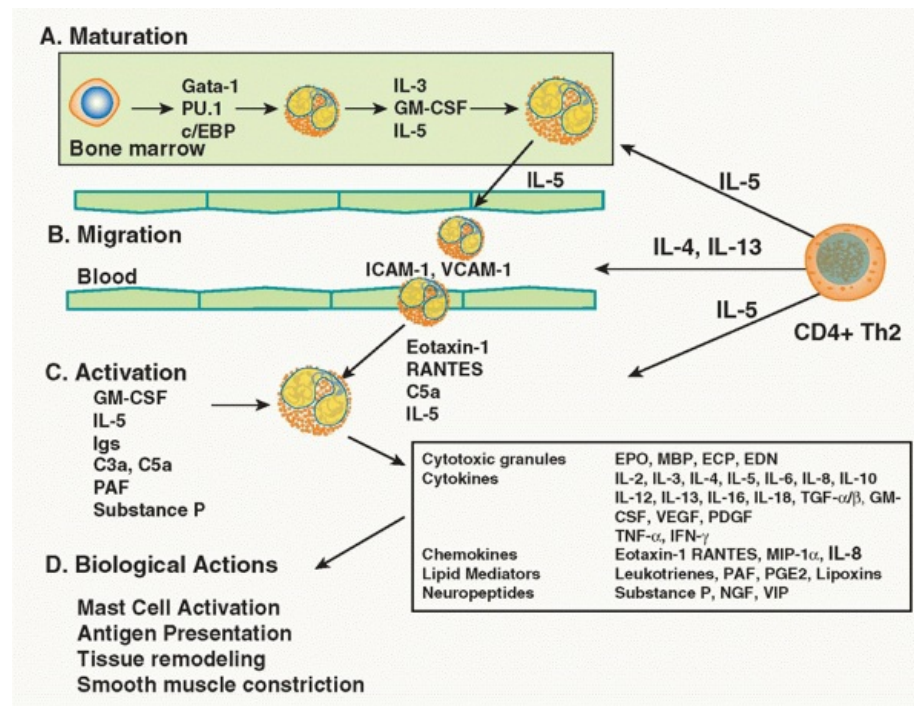 A. Maturation
Gata-1
PU.1
c/EBP
IL-3
GM-CSF
IL-5
Bone marrow
IL-5
IL-5
B. Migration
IL-4, IL-13
ICAM-1, VCAM-1
Blood
IL-5
CD4+ Th2
Eotaxin-1
RANTES
C5a
IL-5
C. Activation
GM-CSF
IL-5
Igs
C3a, C5a
PAF
Substance P
Cytotoxic granules EPO, MBP, ECP, EDN
Cytokines IL-2, IL-3, IL-4, IL-5, IL-6, IL-8, IL-10
IL-12, IL-13, IL-16, IL-18, TGF-α/β, GM-
CSF, VEGF, PDGF
TNF-α, IFN-γ
Chemokines Eotaxin-1 RANTES, MIP-1α, IL-8
Lipid Mediators Leukotrienes, PAF, PGE2, Lipoxins
Neuropeptides Substance P, NGF, VIP
D. Biological Actions
Mast Cell Activation
Antigen Presentation
Tissue remodeling
Smooth muscle constriction